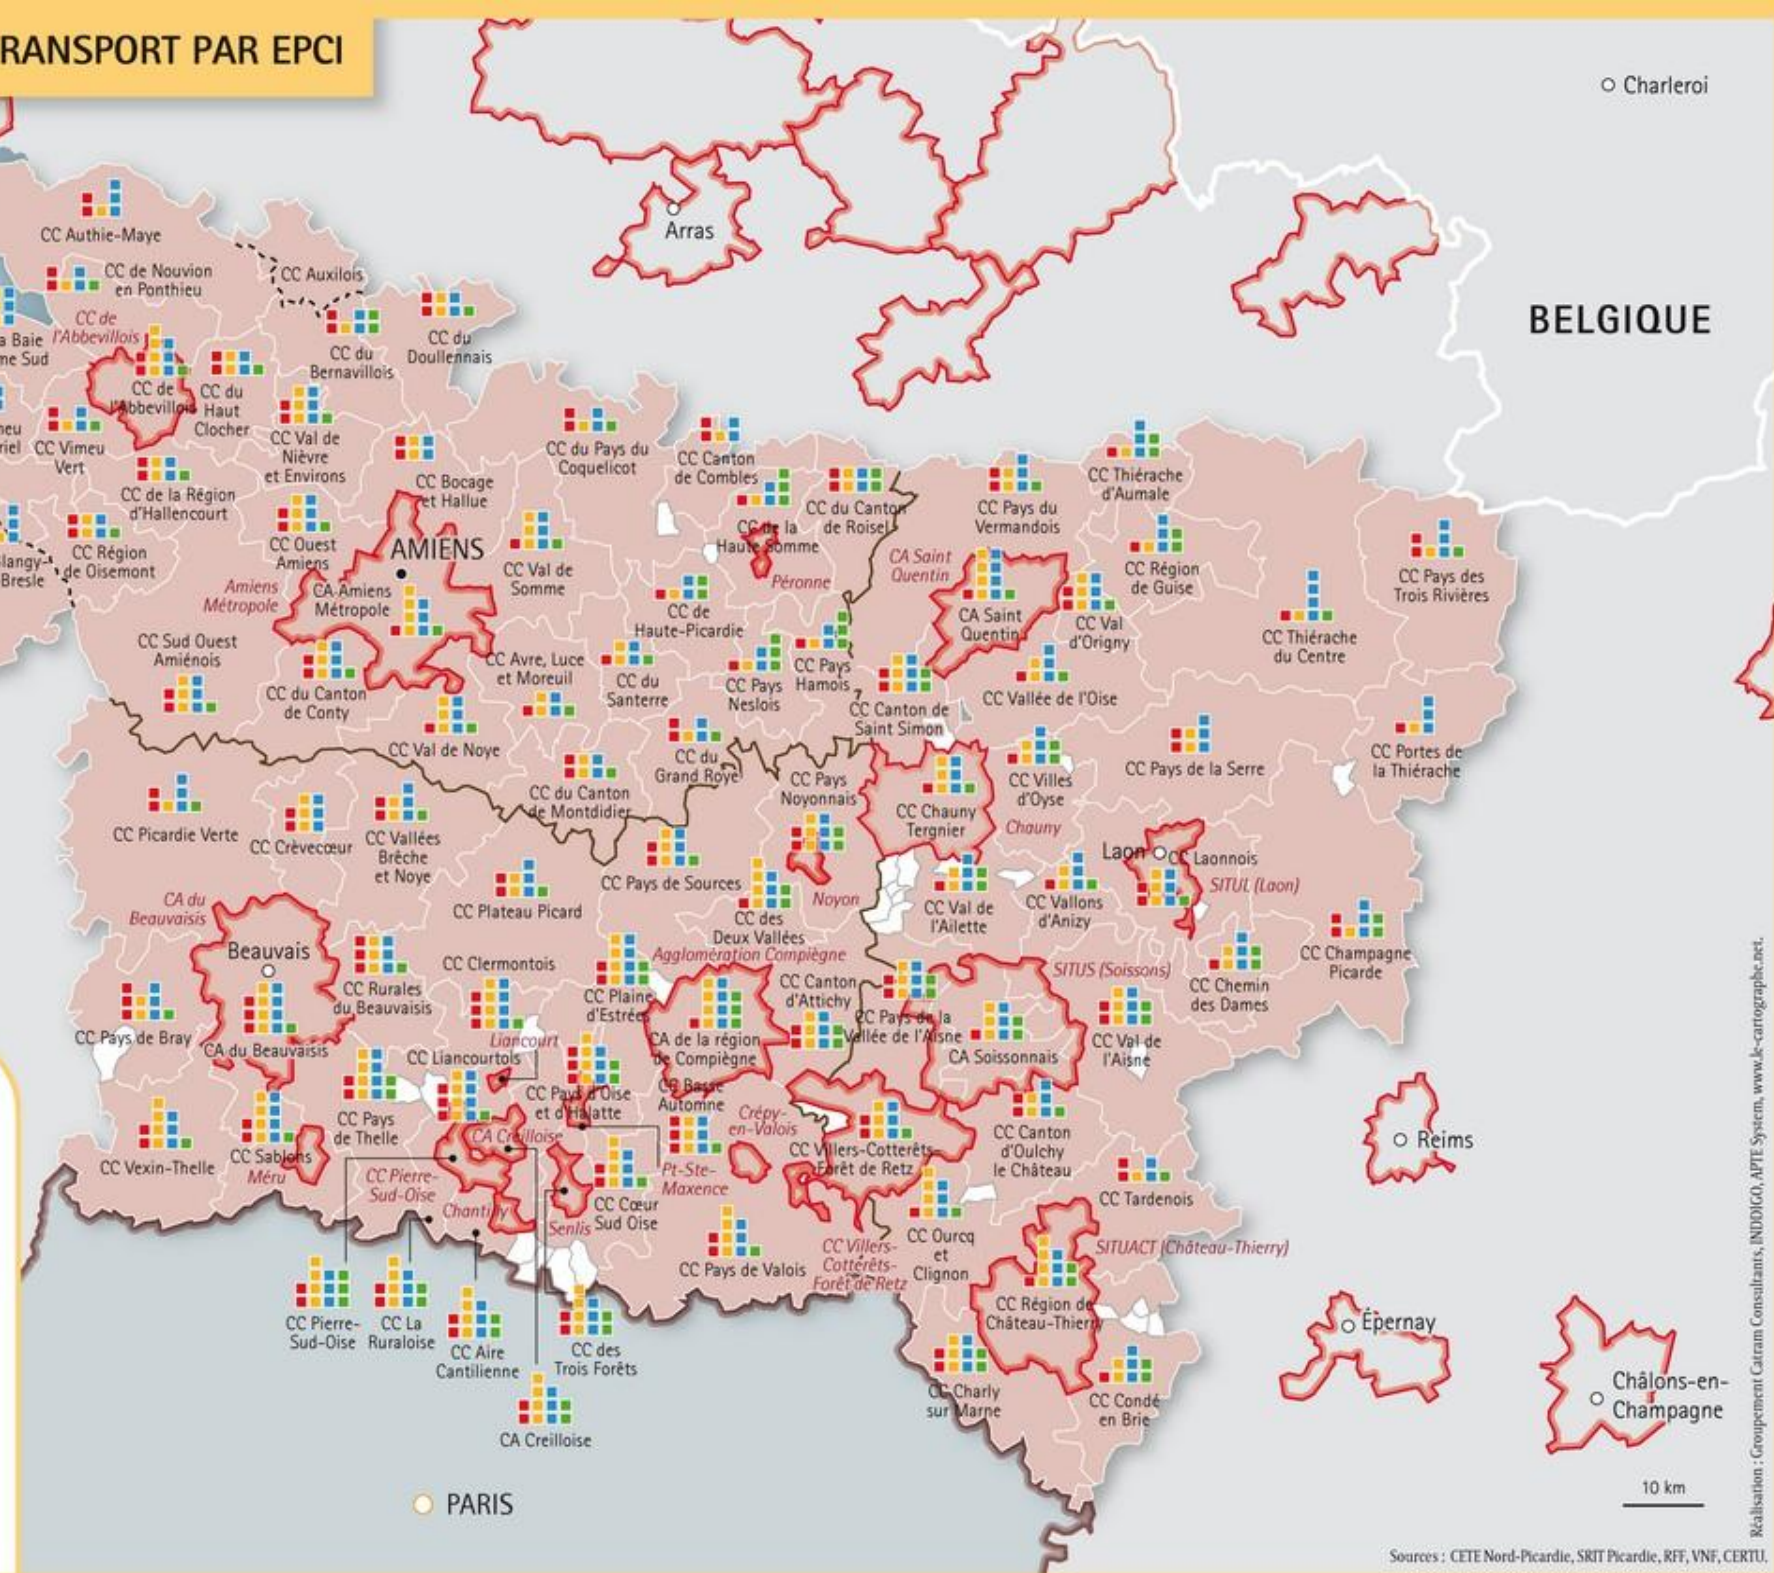 RANSPORT PAR EPCI
Charleroi
Arras
BELGIQUE
CC Authie-Maye
CC de Nouvion
en Ponthieu
CC Auxilois
CC de
l'Abbevillois
a Baie
me Sud
CC du
Bernavillois
CC du
Doullennais
CC de
l'Abbevillois
CC du
Haut
Clocher
riel
CC Vimeu
Vert
CC Val de
Nièvre
et Environs
CC Bocage
et Hallue
CC du Pays du
Coquelicot
CC Canton
de Combles
CC Thiérache
d'Aumale
CC de la Région
d'Hallencourt
CC du Canton
de Roisel
CC Pays du
Vermandois
CC de la
Haute Somme
Péronne
langy-
Bresle
CC Région
de Oisemont
CC Ouest
Amiens
AMIENS
CC Val de
Somme
CA Saint
Quentin
CC Région
de Guise
CC Pays des
Trois Rivières
Amiens
Métropole
CA Amiens
Métropole
CC de
Haute-Picardie
CA Saint
Quentin
CC Val
d'Origny
CC Thiérache
du Centre
CC Sud Ouest
Amiénois
CC du Canton
de Conty
CC Avre, Luce
et Moreuil
CC du
Santerre
CC Pays
Neslois
CC Pays
Hamois
CC Vallée de l'Oise
CC Canton de
Saint Simon
CC Val de Noye
CC du
Grand Roye
CC Pays de la Serre
CC Portes de
la Thiérache
CC du Canton
de Montdidier
CC Pays
Noyonnais
CC Villes
d'Oyse
CC Chauny
Tergnier
Chauny
CC Picardie Verte
CC Crèvecœur
CC Vallées
Brêche
et Noye
Laon
CC Laonnois
SITUL (Laon)
CC Plateau Picard
CC Pays de Sources
Noyon
CC Val de
l'Ailette
CC Vallons
d'Anizy
CA du
Beauvaisis
CC des
Deux Vallées
Beauvais
CC Clermontois
Agglomération Compiègne
CC Champagne
Picarde
CC Rurales
du Beauvaisis
CC Plaine
d'Estrées
CC Canton
d'Attichy
SITUS (Soissons)
CC Chemin
des Dames
CC Pays de Bray
CA du Beauvaisis
CC Liancourtois
Liancourt
CA de la région
de Compiègne
CC Pays de la
Vallée de l'Aisne
CA Soissonnais
CC Val de
l'Aisne
CC Pays d'Oise
et d'Halatte
CC Basse
Automne
Crépy-
en-Valois
CC Pays
de Thelle
CA Creilloise
CC Villers-Cotterêts-
Forêt de Retz
CC Canton
d'Oulchy
le Château
Reims
CC Vexin-Thelle
CC Sablons
Méru
CC Pierre-
Sud-Oise
Chantilly
Pt-Ste-
Maxence
CC Tardenois
Senlis
CC Cœur
Sud Oise
CC Pays de Valois
CC Villers-
Cotterêts-
Forêt de Retz
CC Ourcq
et
Clignon
SITUACT (Château-Thierry)
CC Région de
Château-Thierry
CC Pierre-
Sud-Oise
CC La
Ruraloise
CC Aire
Cantilienne
CC des
Trois Forêts
Épernay
CC Charly
sur Marne
CC Condé
en Brie
Châlons-en-
Champagne
CA Creilloise
PARIS
10 km
Réalisation : Groupement Catram Consultants, INDDIGO, APTE System, www.le-cartographe.net.
Sources : CETE Nord-Picardie, SRIT Picardie, RFF, VNF, CERTU.